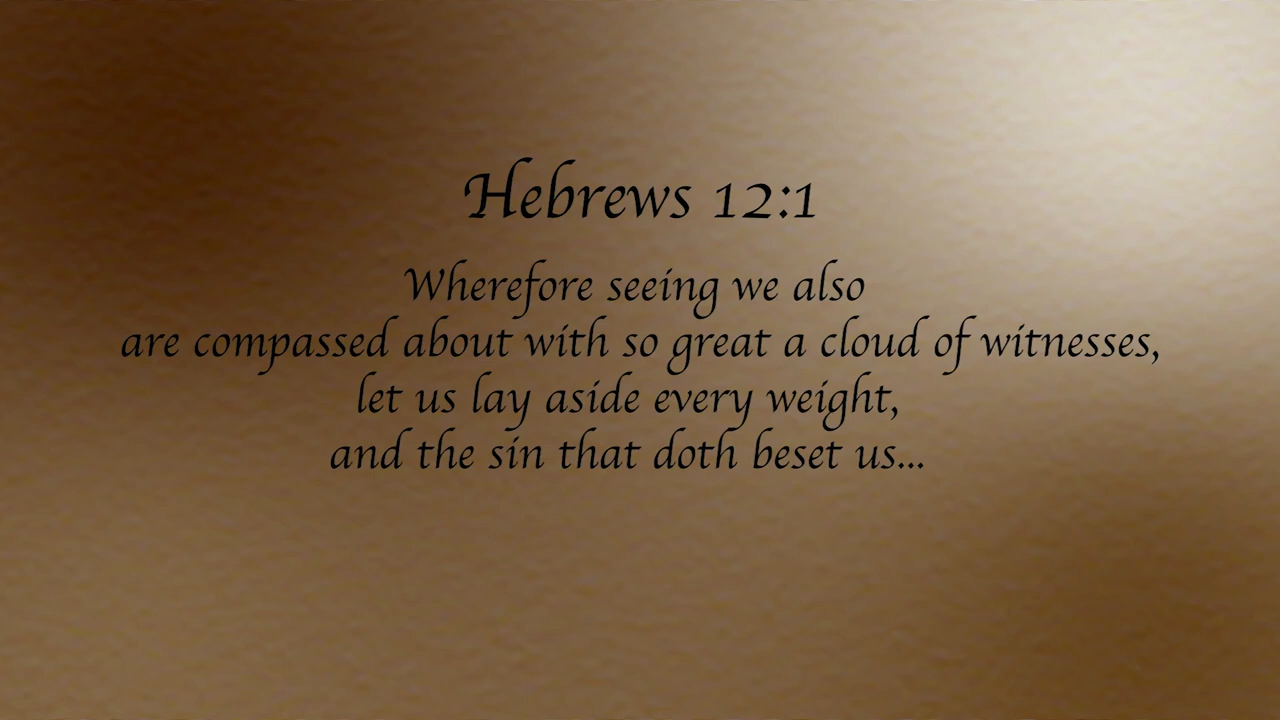 Hebrews 12:1
Wherefore seeing we also
are compassed about with so great a cloud of witnesses,
let us lay aside every weight,
and the sin that doth beset us...